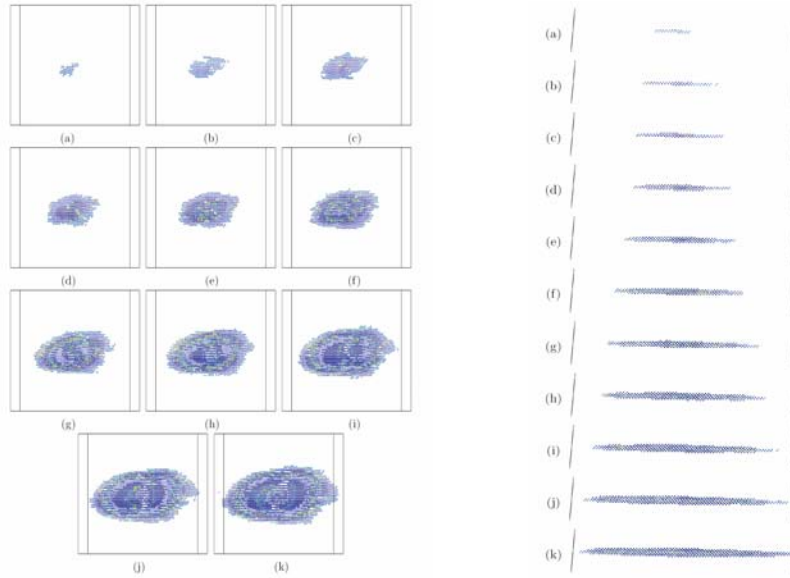 (a) (b) (c)
(d) (e) (f)
(g) (h) (i)
(j) (k)
(a)
(b)
(c)
(d)
(e)
(f)
(g)
(h)
(i)
(j)
(k)